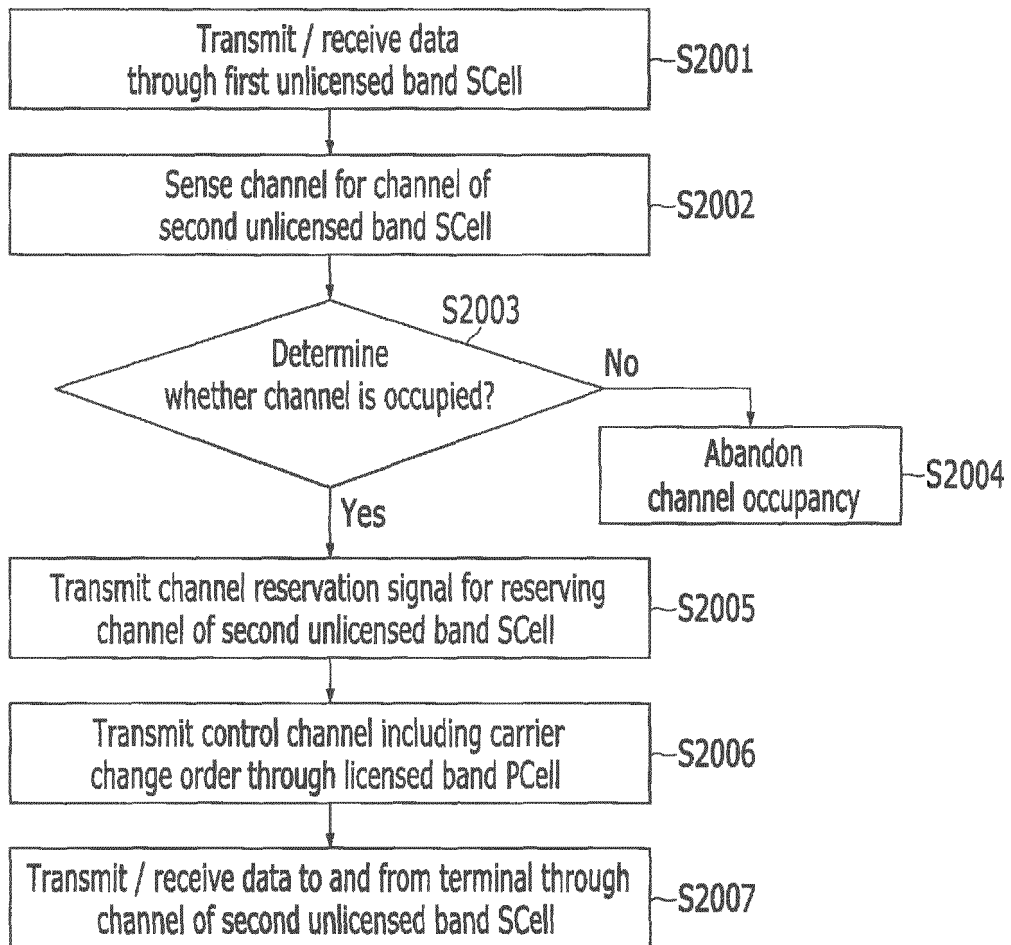 Transmit / receive data
through first unlicensed band SCell
S2001
Sense channel for channel of
second unlicensed band SCell
S2002
S2003
Determine
whether channel is occupied?
No
Abandon
channel occupancy
S2004
Yes
Transmit channel reservation signal for reserving
channel of second unlicensed band SCell
S2005
Transmit control channel including carrier
change order through licensed band PCell
S2006
Transmit / receive data to and from terminal through
channel of second unlicensed band SCell
S2007